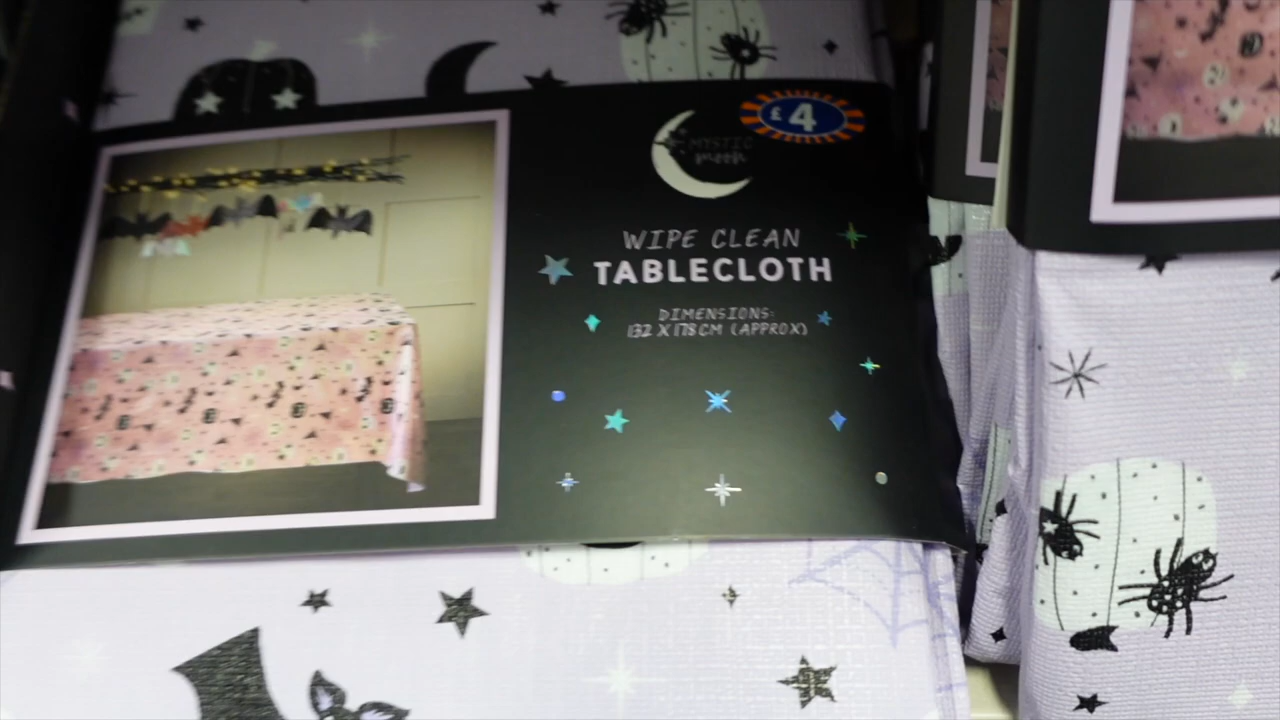 £4
MYSTIC
moon
WIPE CLEAN
TABLECLOTH
DIMENSIONS:
132 X 178CM (APPROX)